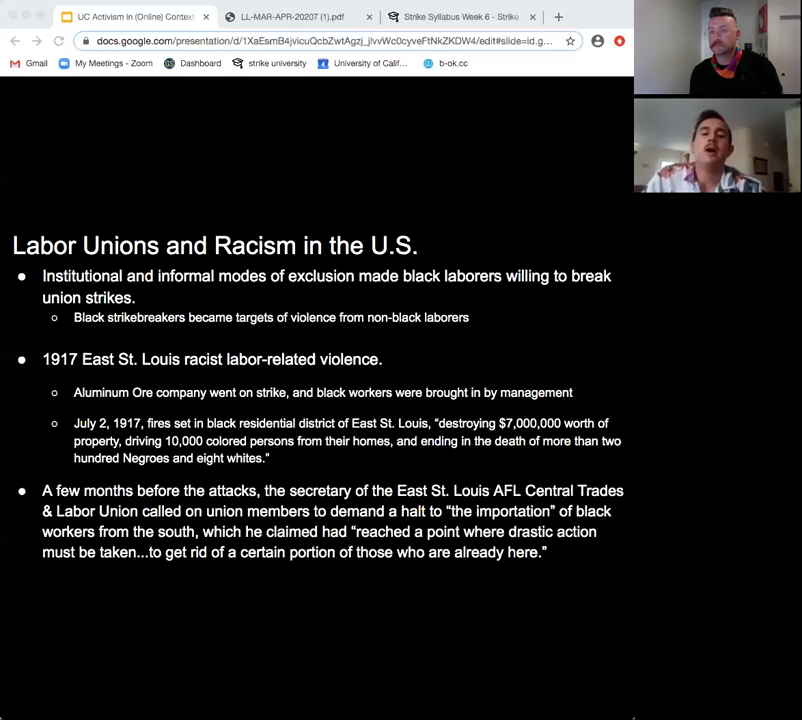 UC Activism In (Online) Context
LL-MAR-APR-20207 (1).pdf
Strike Syllabus Week 6 - Strike
docs.google.com/presentation/d/1XaEsmB4jvicuQcbZwtAgzj_jlvvWc0cyveFtNkZKDW4/edit#slide=id.g...
Gmail
My Meetings - Zoom
Dashboard
strike university
University of Calif...
b-ok.cc
Labor Unions and Racism in the U.S.
● Institutional and informal modes of exclusion made black laborers willing to break
union strikes.
○ Black strikebreakers became targets of violence from non-black laborers
● 1917 East St. Louis racist labor-related violence.
○ Aluminum Ore company went on strike, and black workers were brought in by management
○ July 2, 1917, fires set in black residential district of East St. Louis, “destroying $7,000,000 worth of
property, driving 10,000 colored persons from their homes, and ending in the death of more than two
hundred Negroes and eight whites.”
● A few months before the attacks, the secretary of the East St. Louis AFL Central Trades
& Labor Union called on union members to demand a halt to “the importation” of black
workers from the south, which he claimed had “reached a point where drastic action
must be taken...to get rid of a certain portion of those who are already here.”